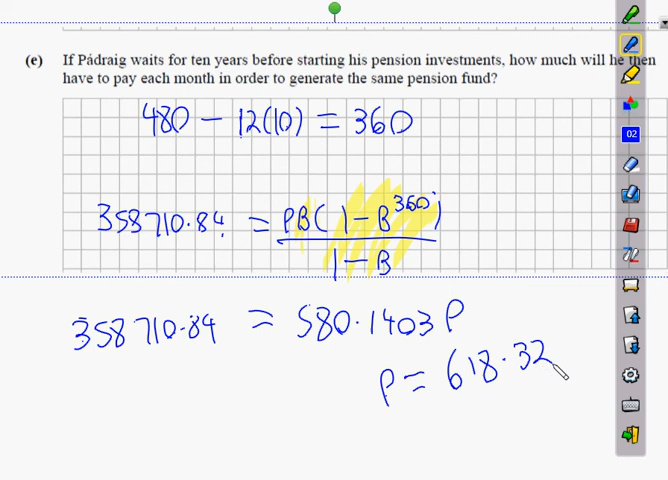 (e) If Pádraig waits for ten years before starting his pension investments, how much will he then
have to pay each month in order to generate the same pension fund?
480 - 12(10) = 360
358710.84 = PB(1-B^360)
1-B
358710.84 = 580.1403 P
P = 618.32
02